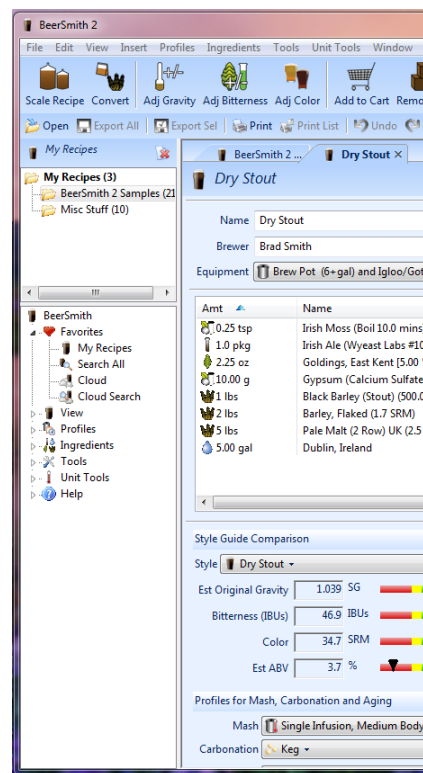 BeerSmith 2
File Edit View Insert Profiles Ingredients Tools Unit Tools Window
Scale Recipe Convert Adj Gravity Adj Bitterness Adj Color Add to Cart Remo
Open Export All Export Sel Print Print List Undo
My Recipes
BeerSmith 2 ... Dry Stout ×
My Recipes (3)
BeerSmith 2 Samples (21
Misc Stuff (10)
Dry Stout
Name Dry Stout
Brewer Brad Smith
Equipment Brew Pot (6+gal) and Igloo/Got
BeerSmith
Favorites
My Recipes
Search All
Cloud
Cloud Search
View
Profiles
Ingredients
Tools
Unit Tools
Help
Amt Name
0.25 tsp Irish Moss (Boil 10.0 mins)
1.0 pkg Irish Ale (Wyeast Labs #10
2.25 oz Goldings, East Kent [5.00
10.00 g Gypsum (Calcium Sulfate
1 lbs Black Barley (Stout) (500.0
2 lbs Barley, Flaked (1.7 SRM)
5 lbs Pale Malt (2 Row) UK (2.5
5.00 gal Dublin, Ireland
Style Guide Comparison
Style Dry Stout
Est Original Gravity 1.039 SG
Bitterness (IBUs) 46.9 IBUs
Color 34.7 SRM
Est ABV 3.7 %
Profiles for Mash, Carbonation and Aging
Mash Single Infusion, Medium Body
Carbonation Keg